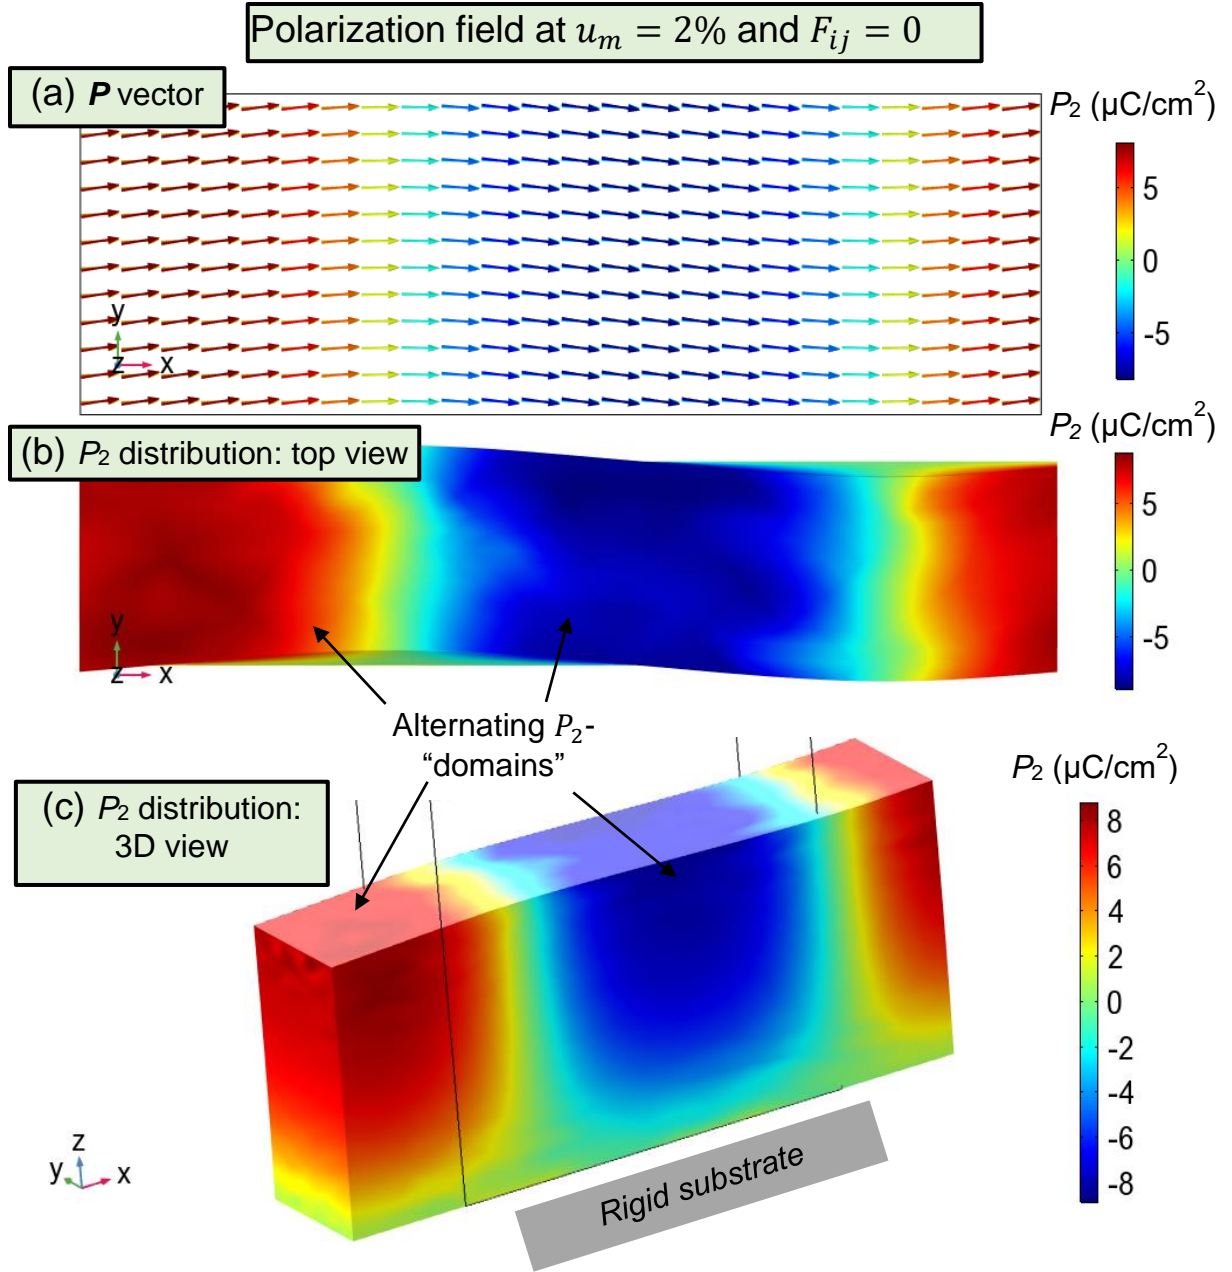 Polarization field at $u_m = 2\%$ and $F_{ij} = 0$
(a) P vector
P₂ (μC/cm²)
5
0
-5
y
z x
(b) P₂ distribution: top view
P₂ (μC/cm²)
5
0
-5
y
z x
Alternating P₂-
“domains”
(c) P₂ distribution:
3D view
P₂ (μC/cm²)
8
6
4
2
0
-2
-4
-6
-8
z
y x
Rigid substrate